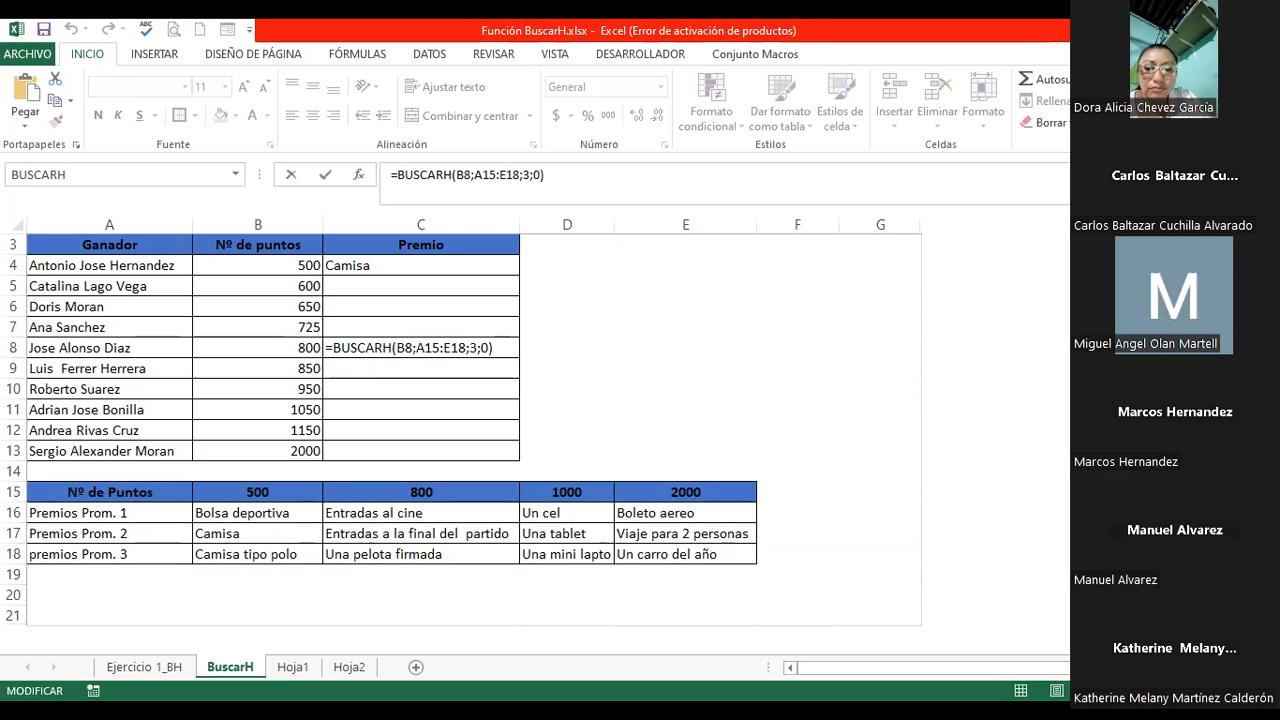 Función BuscarH.xlsx - Excel (Error de activación de productos)
ARCHIVO INICIO INSERTAR DISEÑO DE PÁGINA FÓRMULAS DATOS REVISAR VISTA DESARROLLADOR Conjunto Macros
Pegar
11
N K S
Ajustar texto
Combinar y centrar
General
$ % 000
Formato condicional
Dar formato como tabla
Estilos de celda
Insertar Eliminar Formato
Autosu
Rellena
Borrar
Portapapeles Fuente Alineación Número Estilos Celdas
BUSCARH =BUSCARH(B8;A15:E18;3;0)
A B C D E F G
3 Ganador Nº de puntos Premio
4 Antonio Jose Hernandez 500 Camisa
5 Catalina Lago Vega 600
6 Doris Moran 650
7 Ana Sanchez 725
8 Jose Alonso Diaz 800 =BUSCARH(B8;A15:E18;3;0)
9 Luis Ferrer Herrera 850
10 Roberto Suarez 950
11 Adrian Jose Bonilla 1050
12 Andrea Rivas Cruz 1150
13 Sergio Alexander Moran 2000
14
15 Nº de Puntos 500 800 1000 2000
16 Premios Prom. 1 Bolsa deportiva Entradas al cine Un cel Boleto aereo
17 Premios Prom. 2 Camisa Entradas a la final del partido Una tablet Viaje para 2 personas
18 premios Prom. 3 Camisa tipo polo Una pelota firmada Una mini lapto Un carro del año
19
20
21
Ejercicio 1_BH BuscarH Hoja1 Hoja2
MODIFICAR
Dora Alicia Chevez García
Carlos Baltazar Cu...
Carlos Baltazar Cuchilla Alvarado
M
Miguel Angel Olan Martell
Marcos Hernandez
Marcos Hernandez
Manuel Alvarez
Manuel Alvarez
Katherine Melany...
Katherine Melany Martínez Calderón